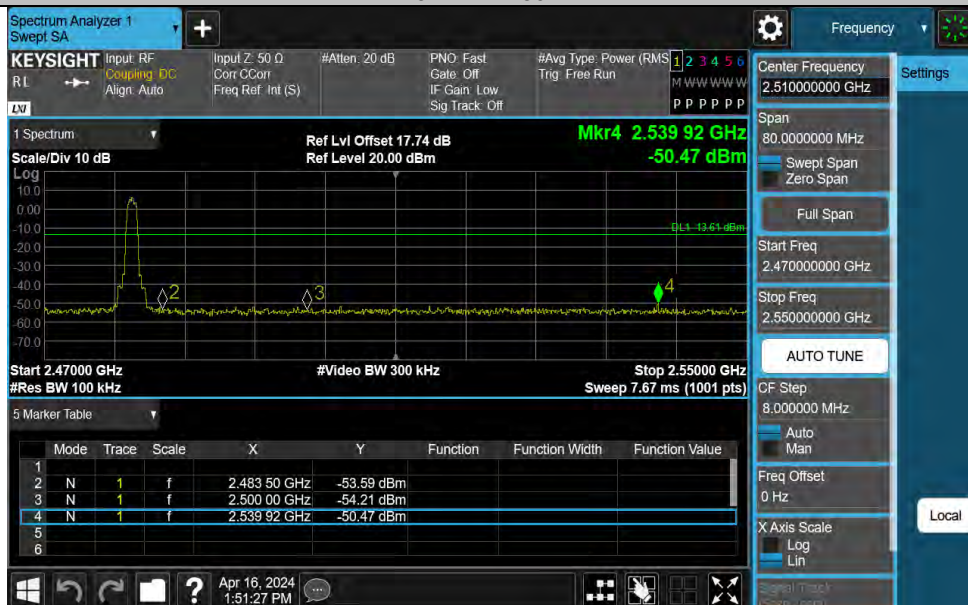 Spectrum Analyzer 1
Swept SA
+
Frequency
KEYSIGHT
RL
LXI
Input: RF
Coupling: DC
Align: Auto
Input Z: 50 Ω
Corr CCorr
Freq Ref: Int (S)
#Atten: 20 dB
PNO: Fast
Gate: Off
IF Gain: Low
Sig Track: Off
#Avg Type: Power (RMS
Trig: Free Run
1 2 3 4 5 6
M W W W W W
P P P P P P
1 Spectrum
Scale/Div 10 dB
Ref Lvl Offset 17.74 dB
Ref Level 20.00 dBm
Mkr4 2.539 92 GHz
-50.47 dBm
Log
10.0
0.00
-10.0
-20.0
-30.0
-40.0
-50.0
-60.0
-70.0
DL1 -13.61 dBm
2
3
4
Start 2.47000 GHz
#Res BW 100 kHz
#Video BW 300 kHz
Stop 2.55000 GHz
Sweep 7.67 ms (1001 pts)
5 Marker Table
Mode Trace Scale X Y Function Function Width Function Value
1
2 N 1 f 2.483 50 GHz -53.59 dBm
3 N 1 f 2.500 00 GHz -54.21 dBm
4 N 1 f 2.539 92 GHz -50.47 dBm
5
6
?
Apr 16, 2024
1:51:27 PM
Center Frequency
2.510000000 GHz
Span
80.0000000 MHz
Swept Span
Zero Span
Full Span
Start Freq
2.470000000 GHz
Stop Freq
2.550000000 GHz
AUTO TUNE
CF Step
8.000000 MHz
Auto
Man
Freq Offset
0 Hz
X Axis Scale
Log
Lin
Signal Track
Settings
Local